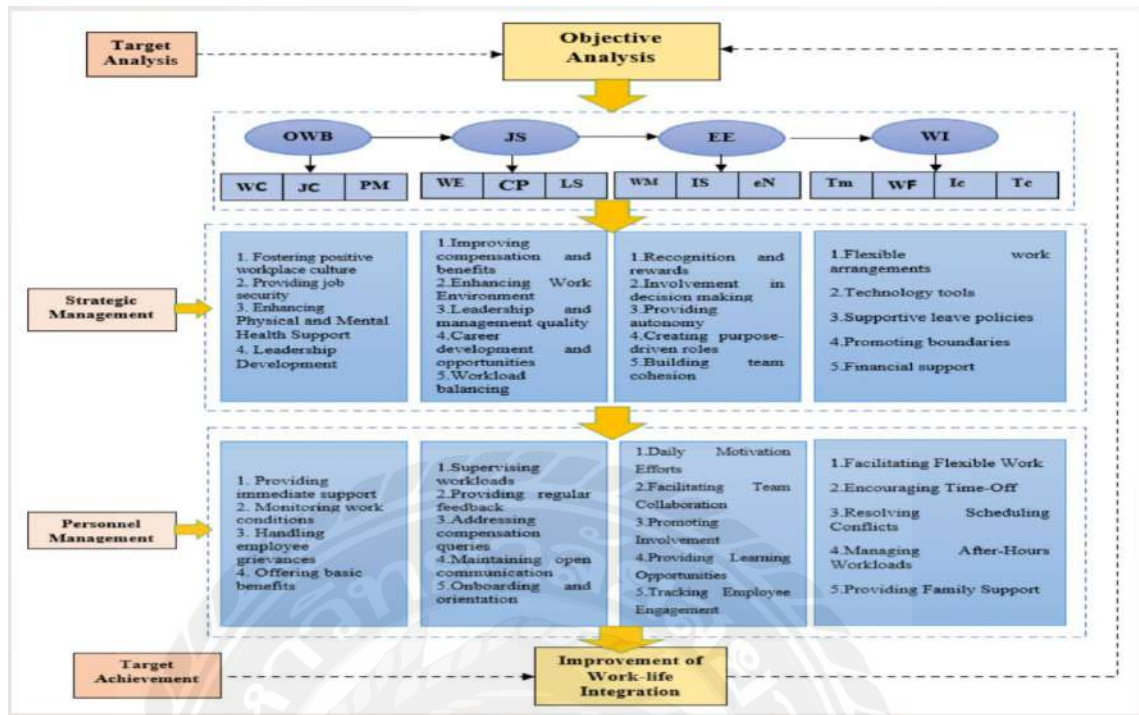 Target
Analysis
Objective
Analysis
OWB
JS
EE
WI
WC JC PM
WE CP LS
WM IS eN
Tm WF Ic Tc
Strategic
Management
1. Fostering positive
workplace culture
2. Providing job
security
3. Enhancing
Physical and Mental
Health Support
4. Leadership
Development
1.Improving
compensation and
benefits
2.Enhancing Work
Environment
3.Leadership and
management quality
4.Career
development and
opportunities
5.Workload
balancing
1.Recognition and
rewards
2.Involvement in
decision making
3.Providing
autonomy
4.Creating purpose-
driven roles
5.Building team
cohesion
1.Flexible work
arrangements
2.Technology tools
3.Supportive leave policies
4.Promoting boundaries
5.Financial support
Personnel
Management
1. Providing
immediate support
2. Monitoring work
conditions
3. Handling
employee
grievances
4. Offering basic
benefits
1.Supervising
workloads
2.Providing regular
feedback
3.Addressing
compensation
queries
4.Maintaining open
communication
5.Onboarding and
orientation
1.Daily Motivation
Efforts
2.Facilitating Team
Collaboration
3.Promoting
Involvement
4.Providing Learning
Opportunities
5.Tracking Employee
Engagement
1.Facilitating Flexible Work
2.Encouraging Time-Off
3.Resolving Scheduling
Conflicts
4.Managing After-Hours
Workloads
5.Providing Family Support
Target
Achievement
Improvement of
Work-life
Integration